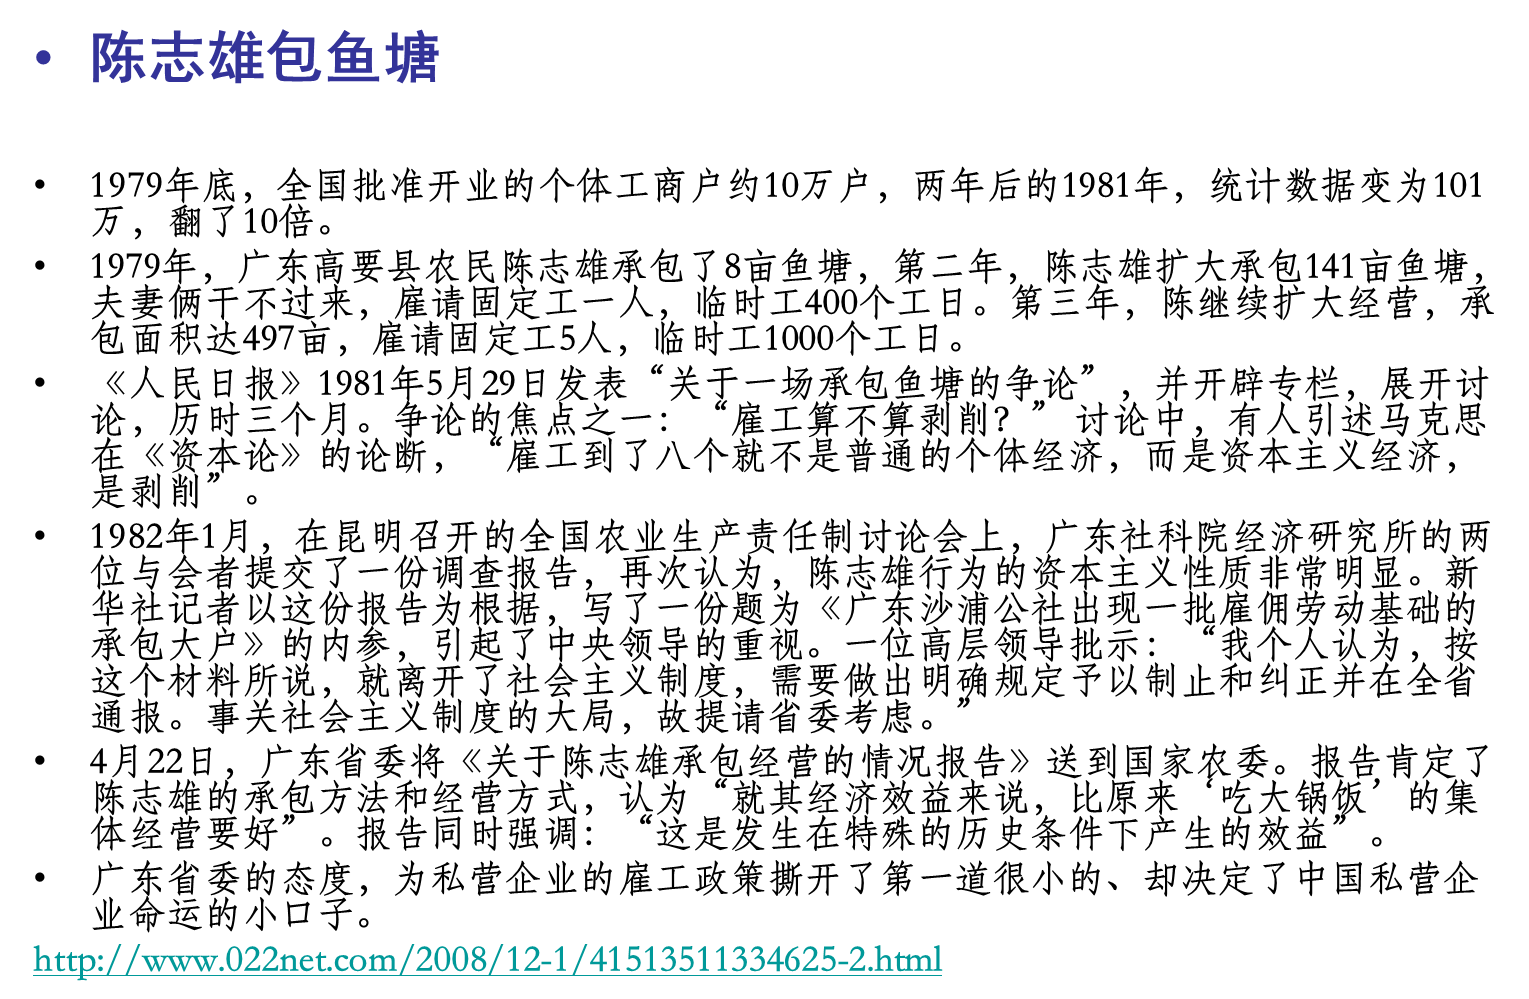 • 陈志雄包鱼塘
• 1979年底，全国批准开业的个体工商户约10万户，两年后的1981年，统计数据变为101
万，翻了10倍。
• 1979年，广东高要县农民陈志雄承包了8亩鱼塘，第二年，陈志雄扩大承包141亩鱼塘，
夫妻俩干不过来，雇请固定工一人，临时工400个工日。第三年，陈继续扩大经营，承
包面积达497亩，雇请固定工5人，临时工1000个工日。
• 《人民日报》1981年5月29日发表“关于一场承包鱼塘的争论”，并开辟专栏，展开讨
论，历时三个月。争论的焦点之一：“雇工算不算剥削？” 讨论中，有人引述马克思
在《资本论》的论断，“雇工到了八个就不是普通的个体经济，而是资本主义经济，
是剥削”。
• 1982年1月，在昆明召开的全国农业生产责任制讨论会上，广东社科院经济研究所的两
位与会者提交了一份调查报告，再次认为，陈志雄行为的资本主义性质非常明显。新
华社记者以这份报告为根据，写了一份题为《广东沙浦公社出现一批雇佣劳动基础的
承包大户》的内参，引起了中央领导的重视。一位高层领导批示：“我个人认为，按
这个材料所说，就离开了社会主义制度，需要做出明确规定予以制止和纠正并在全省
通报。事关社会主义制度的大局，故提请省委考虑。”
• 4月22日，广东省委将《关于陈志雄承包经营的情况报告》送到国家农委。报告肯定了
陈志雄的承包方法和经营方式，认为“就其经济效益来说，比原来‘吃大锅饭’的集
体经营要好”。报告同时强调：“这是发生在特殊的历史条件下产生的效益”。
• 广东省委的态度，为私营企业的雇工政策撕开了第一道很小的、却决定了中国私营企
业命运的小口子。
http://www.022net.com/2008/12-1/41513511334625-2.html